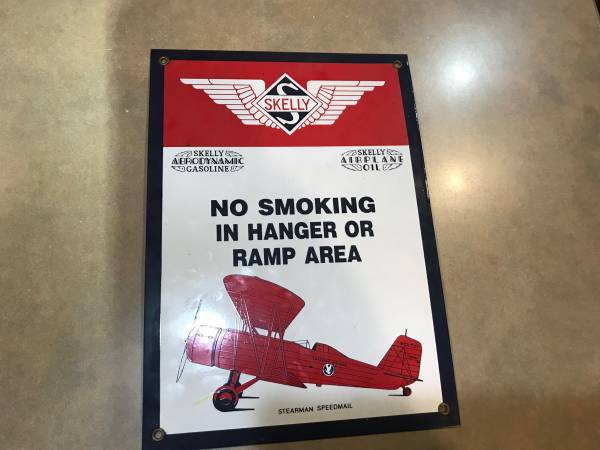 S
SKELLY
SKELLY
AERODYNAMIC
GASOLINE
SKELLY
AIRPLANE
OIL
NO SMOKING
IN HANGER OR
RAMP AREA
STEARMAN SPEEDMAIL